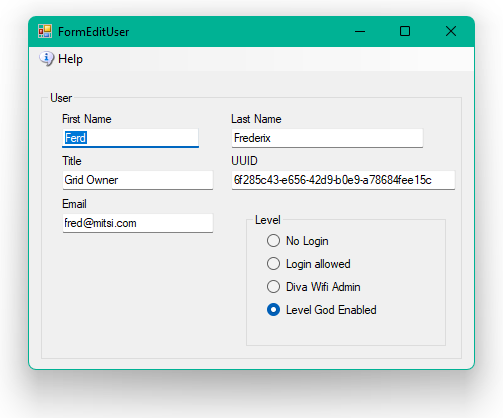 FormEditUser
Help
User
First Name
Last Name
Ferd
Frederix
Title
UUID
Grid Owner
6f285c43-e656-42d9-b0e9-a78684fee15c
Email
fred@mitsi.com
Level
No Login
Login allowed
Diva Wifi Admin
Level God Enabled